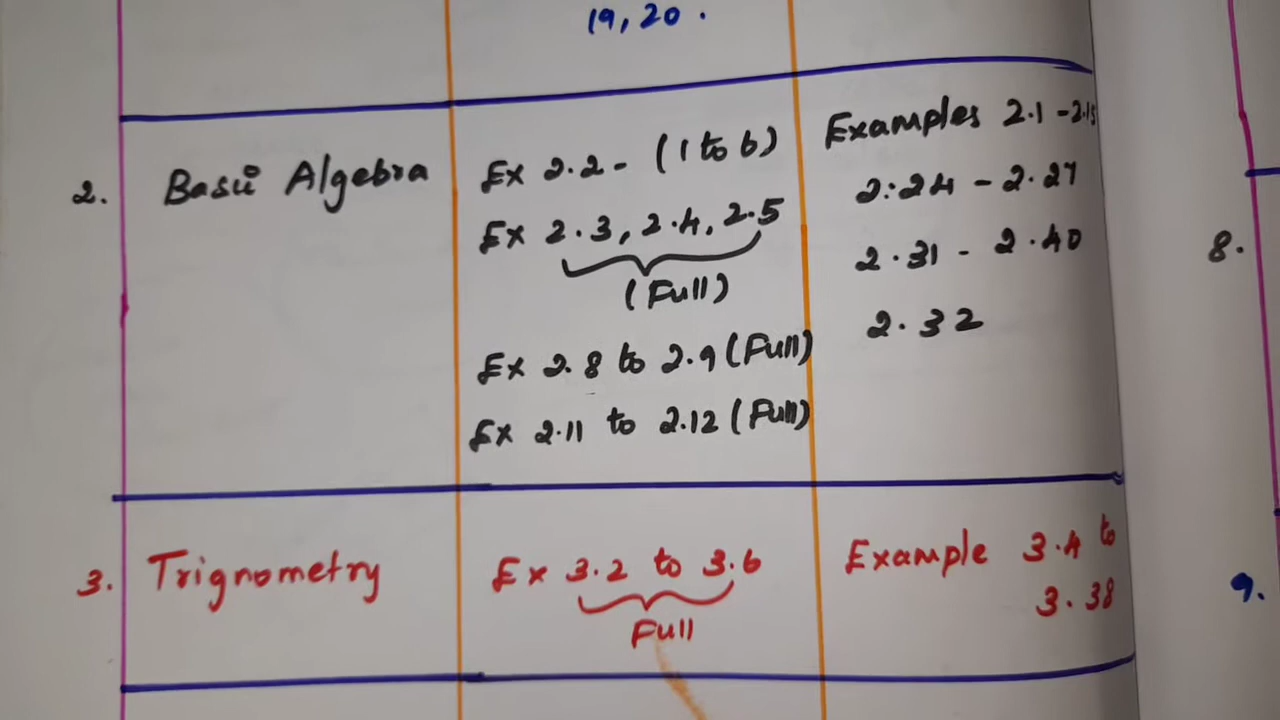 19, 20.
2. Basic Algebra
Ex 2.2 - (1 to 6)
Ex 2.3, 2.4, 2.5
(Full)
Ex 2.8 to 2.9 (Full)
Ex 2.11 to 2.12 (Full)
Examples 2.1 - 2.15
2.24 - 2.27
2.31 - 2.40
2.32
3. Trignometry
Ex 3.2 to 3.6
Full
Example 3.4 to
3.38
8.
9.